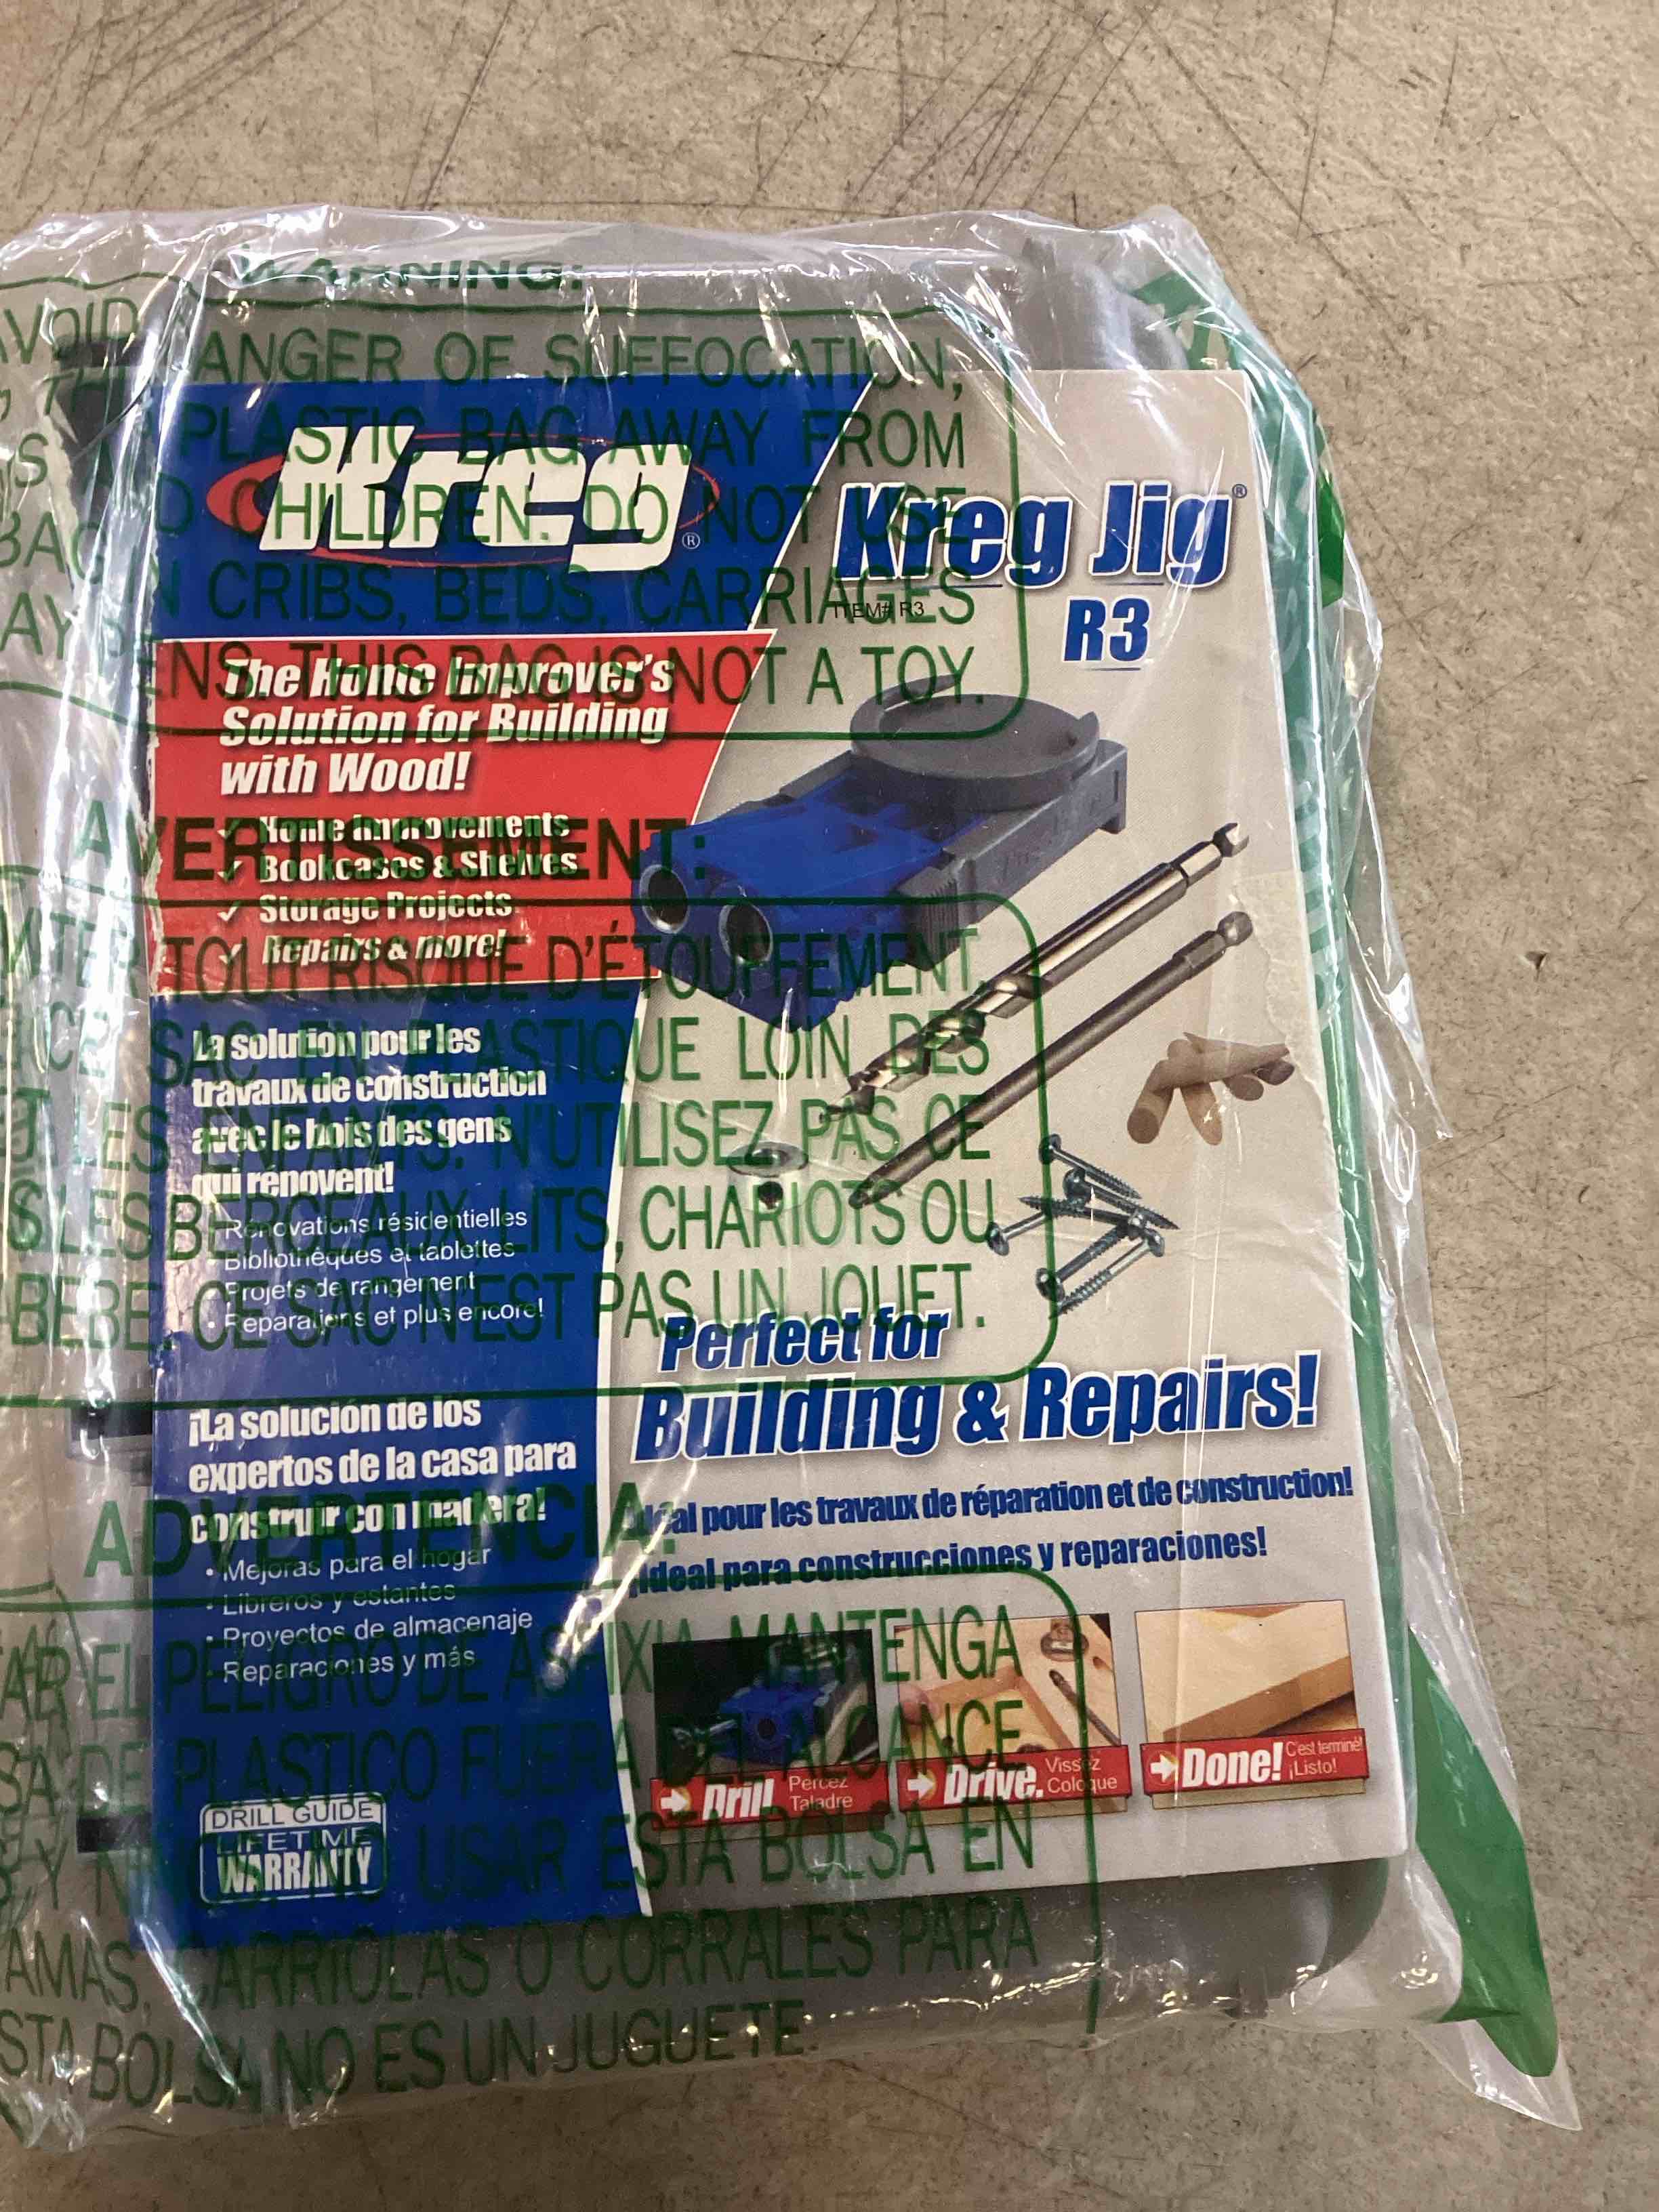 WARNING:
AVOID DANGER OF SUFFOCATION,
PLASTIC BAG AWAY FROM
CHILDREN. DO NOT USE
IN CRIBS, BEDS, CARRIAGES
THIS BAG IS NOT A TOY.
Kreg®
Kreg Jig®
ITEM# R3
R3
The Home Improver's
Solution for Building
with Wood!
✓ Home Improvements
✓ Bookcases & Shelves
✓ Storage Projects
✓ Repairs & more!
AVERTISSEMENT:
TOUT RISQUE D'ÉTOUFFEMENT,
CE SAC EN PLASTIQUE LOIN DES
LES ENFANTS. N'UTILISEZ PAS CE
LES BERCEAUX, LITS, CHARIOTS OU
BEBE. CE SAC N'EST PAS UN JOUET.
La solution pour les
travaux de construction
avec le bois des gens
qui rénovent!
• Rénovations résidentielles
• Bibliothèques et tablettes
• Projets de rangement
• Réparations et plus encore!
Perfect for
Building & Repairs!
Idéal pour les travaux de réparation et de construction!
¡Ideal para construcciones y reparaciones!
¡La solución de los
expertos de la casa para
construir con madera!
• Mejoras para el hogar
• Libreros y estantes
• Proyectos de almacenaje
• Reparaciones y más
ADVERTENCIA:
EL PELIGRO DE ASFIXIA MANTENGA
DE PLASTICO FUERA DEL ALCANCE
Y NO USAR ESTA BOLSA EN
CAMAS, CARRIOLAS O CORRALES PARA
ESTA BOLSA NO ES UN JUGUETE.
Drill Percez Taladre
Drive. Vissez Coloque
Done! C'est terminé! ¡Listo!
DRILL GUIDE
LIFETIME
WARRANTY